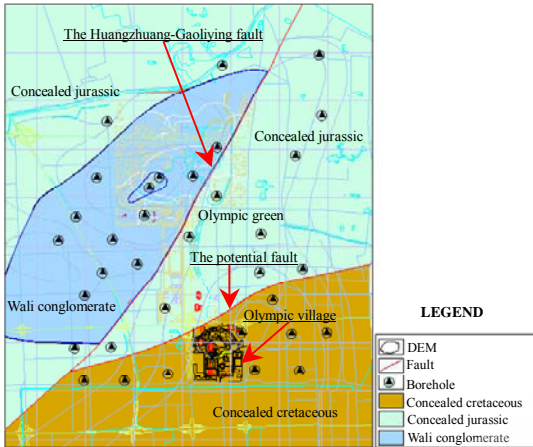 The Huangzhuang-Gaoliying fault
Concealed jurassic
Concealed jurassic
Olympic green
The potential fault
Wali conglomerate
Olympic village
Concealed cretaceous
LEGEND
DEM
Fault
Borehole
Concealed cretaceous
Concealed jurassic
Wali conglomerate